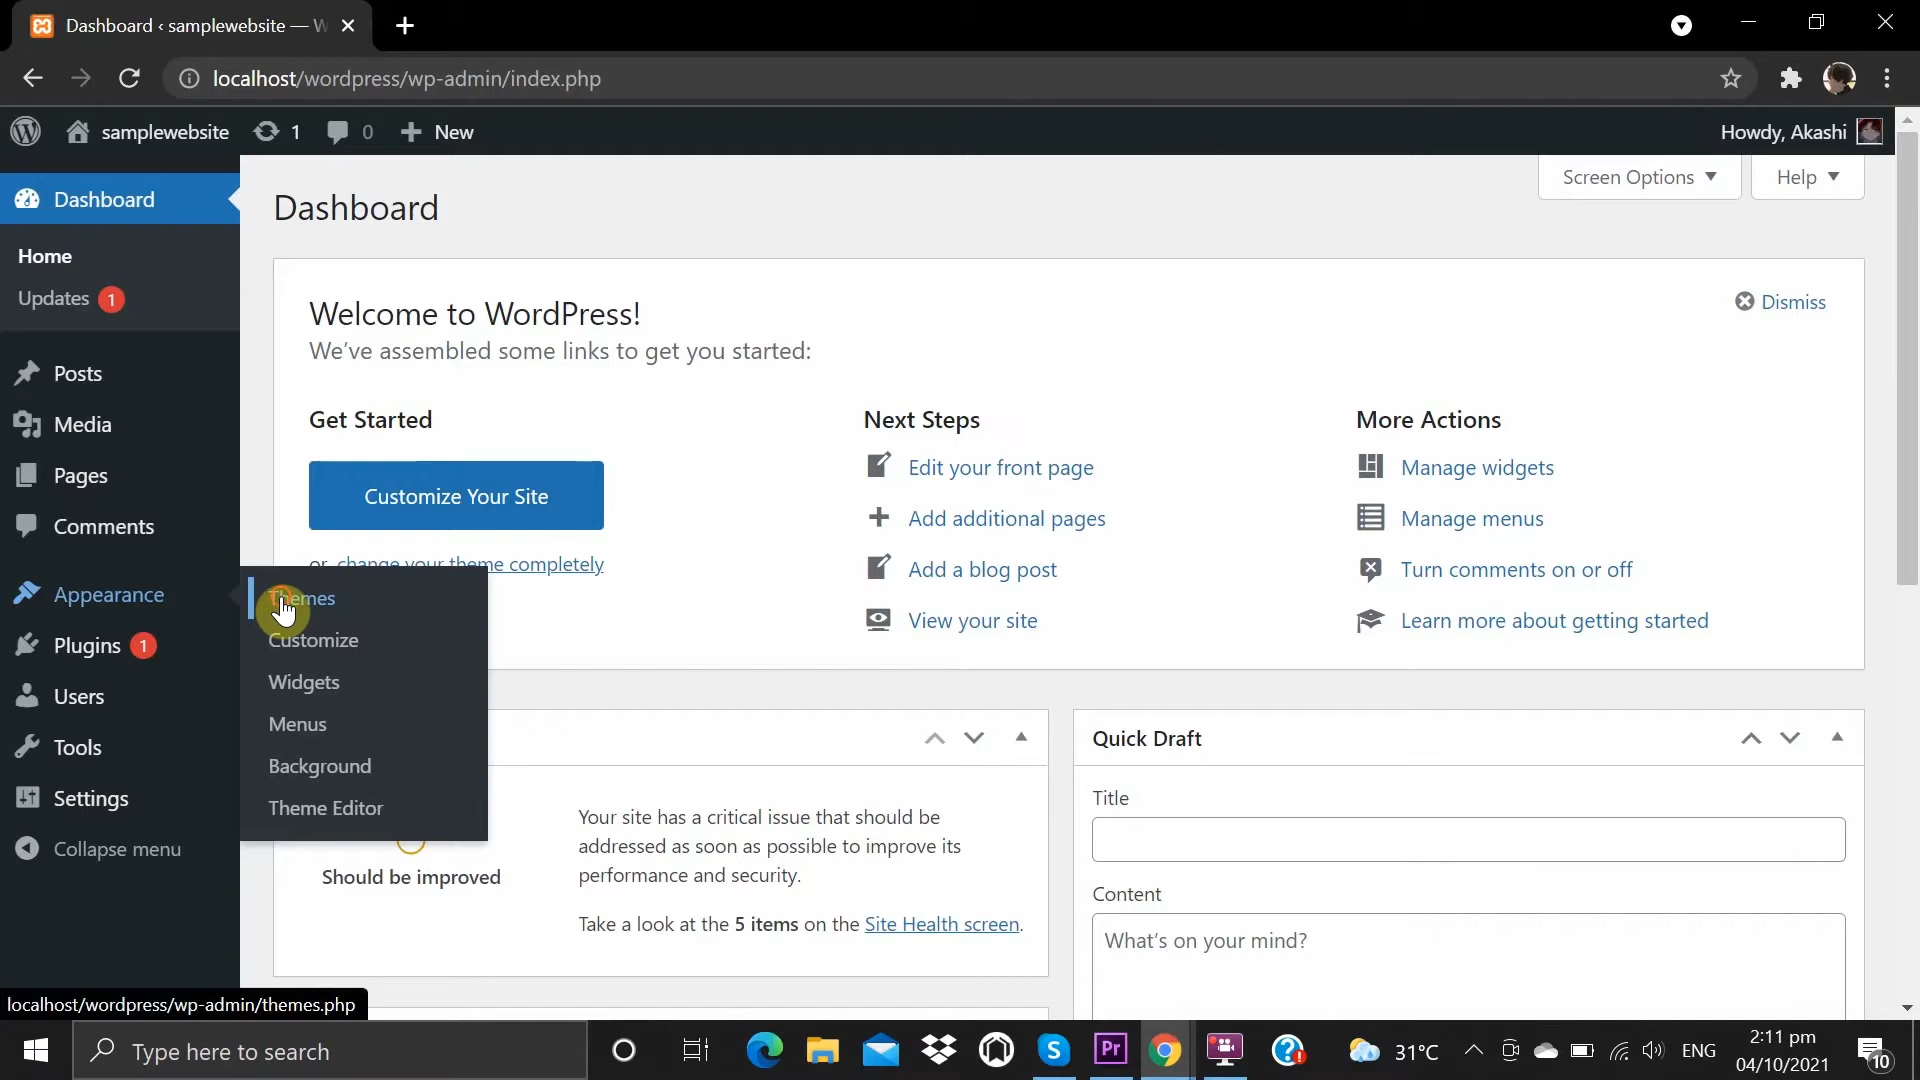 Dashboard ‹ samplewebsite — W
localhost/wordpress/wp-admin/index.php
samplewebsite 1 0 New
Howdy, Akashi
Screen Options
Help
Dashboard
Home
Updates 1
Posts
Media
Pages
Comments
Appearance
Plugins 1
Users
Tools
Settings
Collapse menu
Themes
Customize
Widgets
Menus
Background
Theme Editor
Dashboard
Welcome to WordPress!
Dismiss
We've assembled some links to get you started:
Get Started
Customize Your Site
or change your theme completely
Next Steps
Edit your front page
Add additional pages
Add a blog post
View your site
More Actions
Manage widgets
Manage menus
Turn comments on or off
Learn more about getting started
Should be improved
Your site has a critical issue that should be
addressed as soon as possible to improve its
performance and security.
Take a look at the 5 items on the Site Health screen.
Quick Draft
Title
Content
What's on your mind?
localhost/wordpress/wp-admin/themes.php
Type here to search
Pr
31°C
ENG
2:11 pm
04/10/2021
10